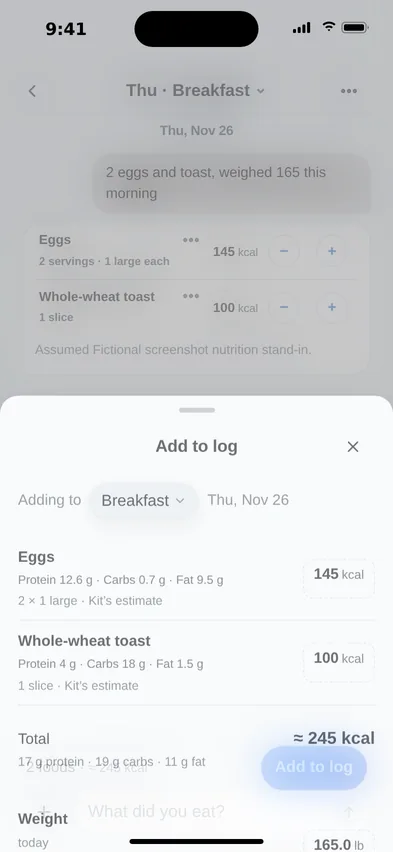 9:41
Thu · Breakfast
•••
Thu, Nov 26
2 eggs and toast, weighed 165 this
morning
Eggs
•••
145 kcal
−
+
2 servings · 1 large each
Whole-wheat toast
•••
100 kcal
−
+
1 slice
Assumed Fictional screenshot nutrition stand-in.
Add to log
Adding to Breakfast Thu, Nov 26
Eggs
Protein 12.6 g · Carbs 0.7 g · Fat 9.5 g
145 kcal
2 × 1 large · Kit’s estimate
Whole-wheat toast
Protein 4 g · Carbs 18 g · Fat 1.5 g
100 kcal
1 slice · Kit’s estimate
Total
≈ 245 kcal
17 g protein · 19 g carbs · 11 g fat
2 foods · ≈ 245 kcal
Add to log
What did you eat?
Weight
today
165.0 lb